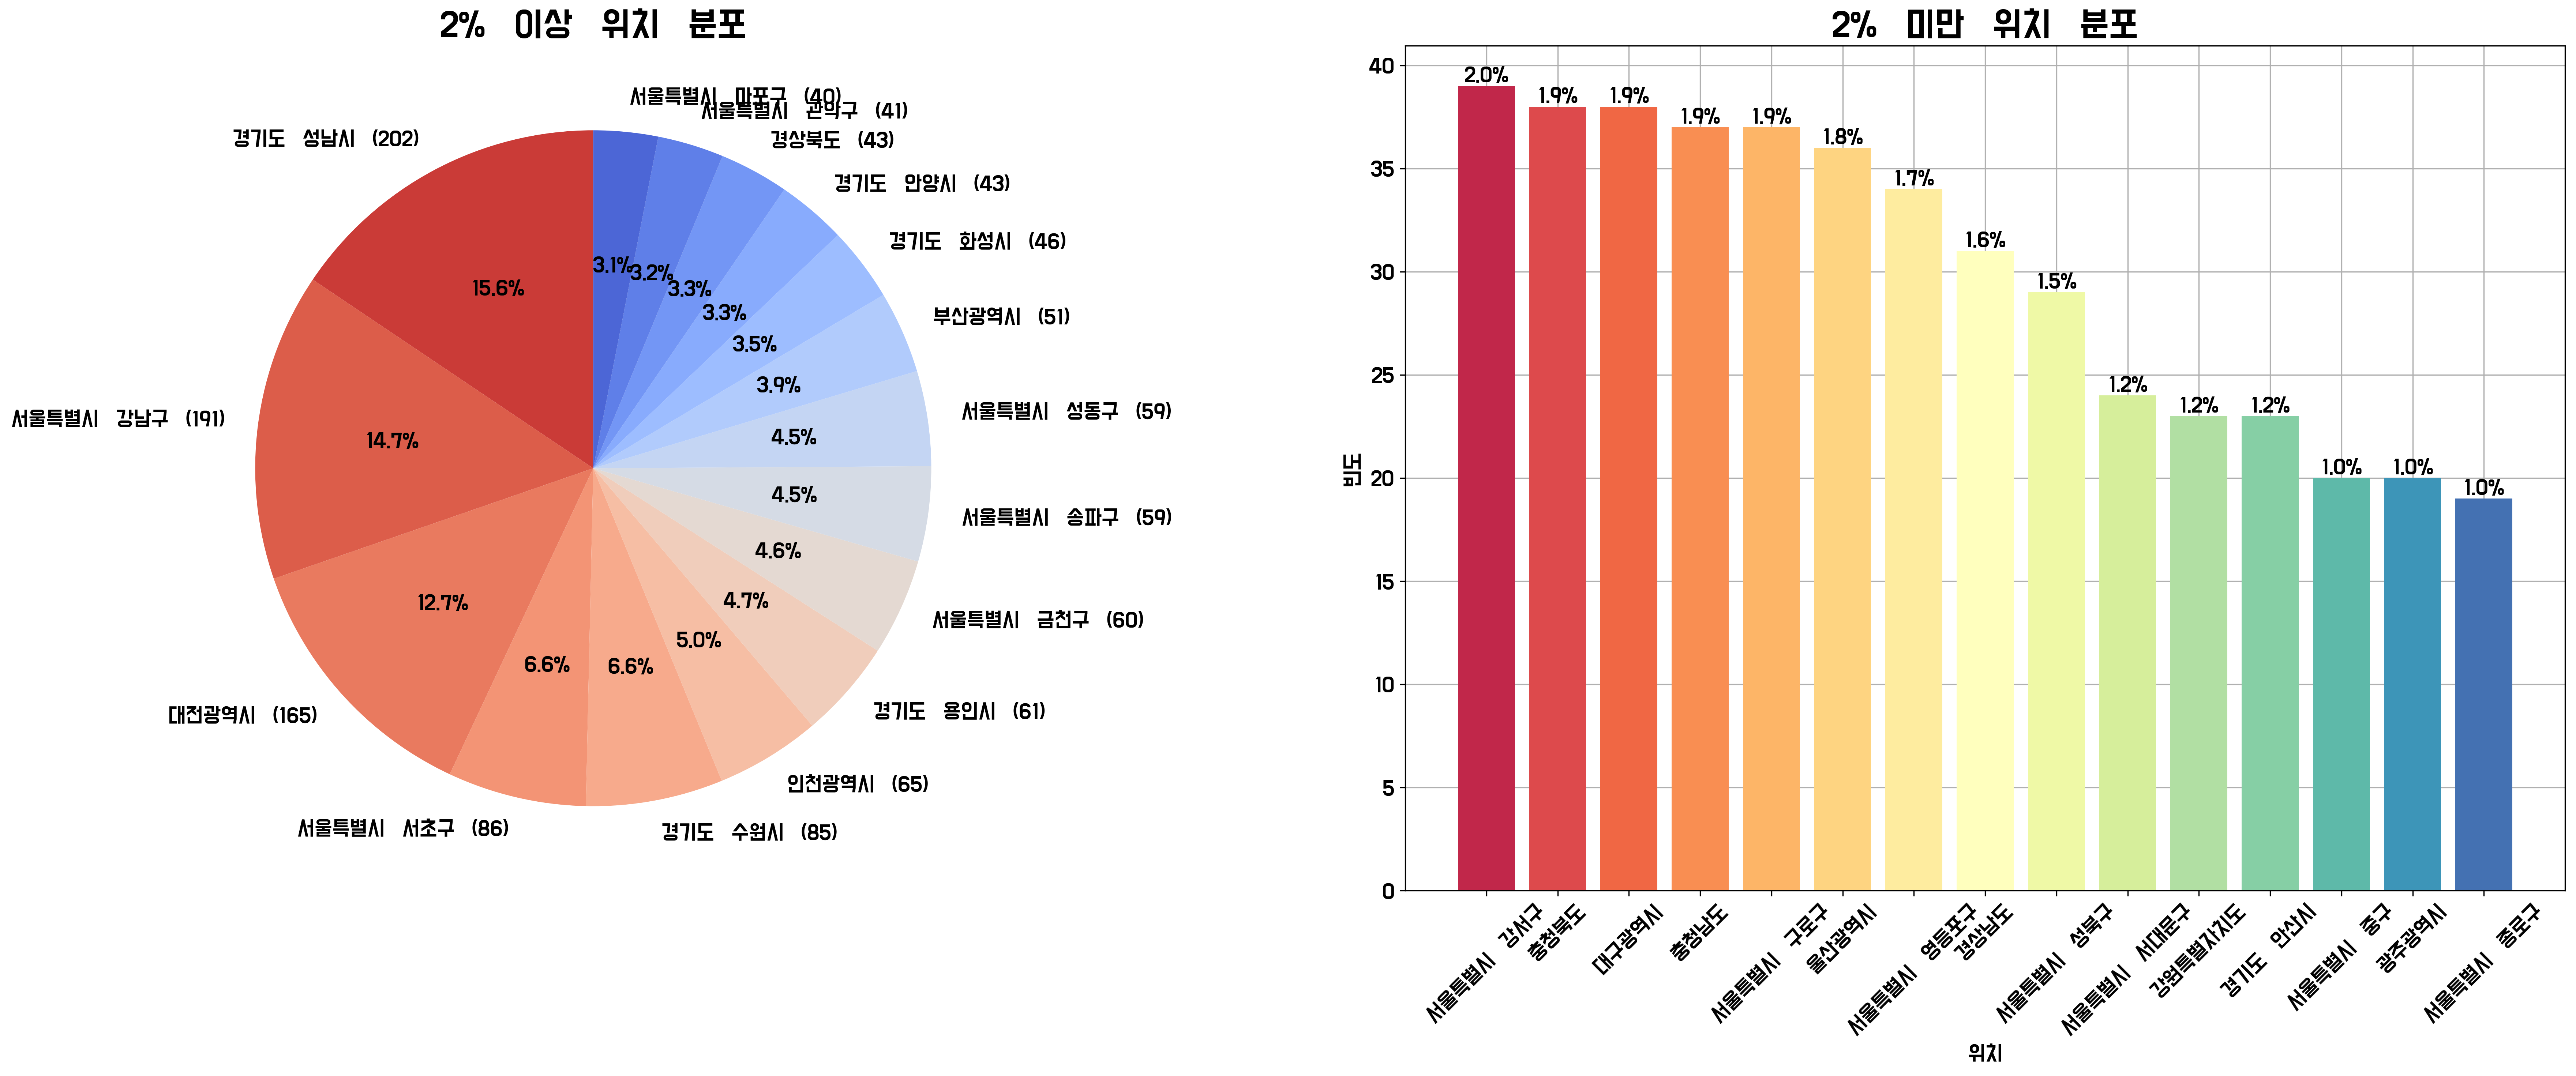 2% 이상 위치 분포
서울특별시 마포구 (40)
서울특별시 관악구 (41)
경상북도 (43)
경기도 안양시 (43)
경기도 화성시 (46)
부산광역시 (51)
서울특별시 성동구 (59)
서울특별시 송파구 (59)
서울특별시 금천구 (60)
경기도 용인시 (61)
인천광역시 (65)
경기도 수원시 (85)
서울특별시 서초구 (86)
대전광역시 (165)
서울특별시 강남구 (191)
경기도 성남시 (202)
3.1%
3.2%
3.3%
3.3%
3.5%
3.9%
4.5%
4.5%
4.6%
4.7%
5.0%
6.6%
6.6%
12.7%
14.7%
15.6%
2% 미만 위치 분포
빈도
40
35
30
25
20
15
10
5
0
2.0%
1.9%
1.9%
1.9%
1.9%
1.8%
1.7%
1.6%
1.5%
1.2%
1.2%
1.2%
1.0%
1.0%
1.0%
서울특별시 강서구
충청북도
대구광역시
충청남도
서울특별시 구로구
울산광역시
서울특별시 영등포구
경상남도
서울특별시 성북구
서울특별시 서대문구
강원특별자치도
경기도 안산시
서울특별시 중구
광주광역시
서울특별시 종로구
위치